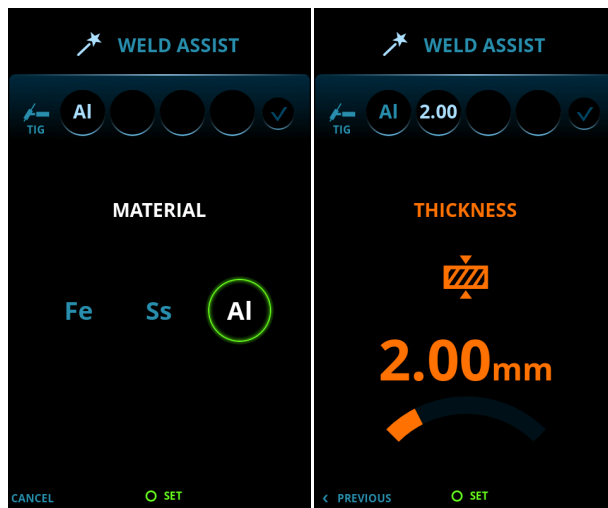 WELD ASSIST
TIG
Al
MATERIAL
Fe Ss Al
CANCEL
SET
WELD ASSIST
TIG
Al 2.00
THICKNESS
2.00mm
‹ PREVIOUS
SET